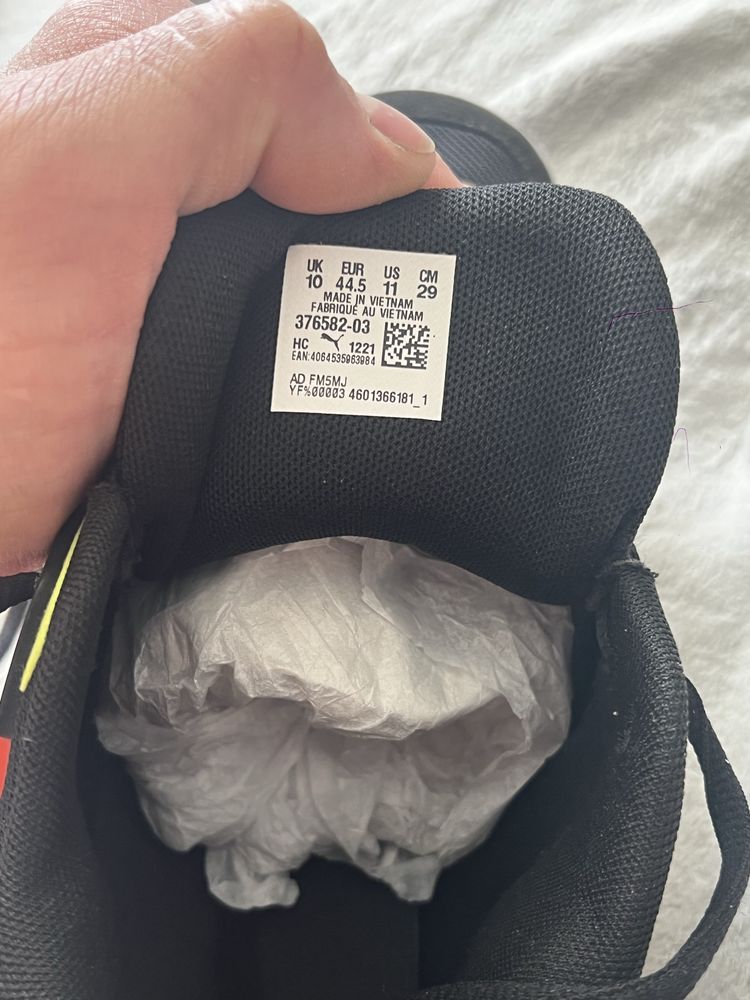 UK EUR US CM
10 44.5 11 29
MADE IN VIETNAM
FABRIQUÉ AU VIETNAM
376582-03
HC 1221
EAN:4064535963984
AD FM5MJ
YF%00003 4601366181_1